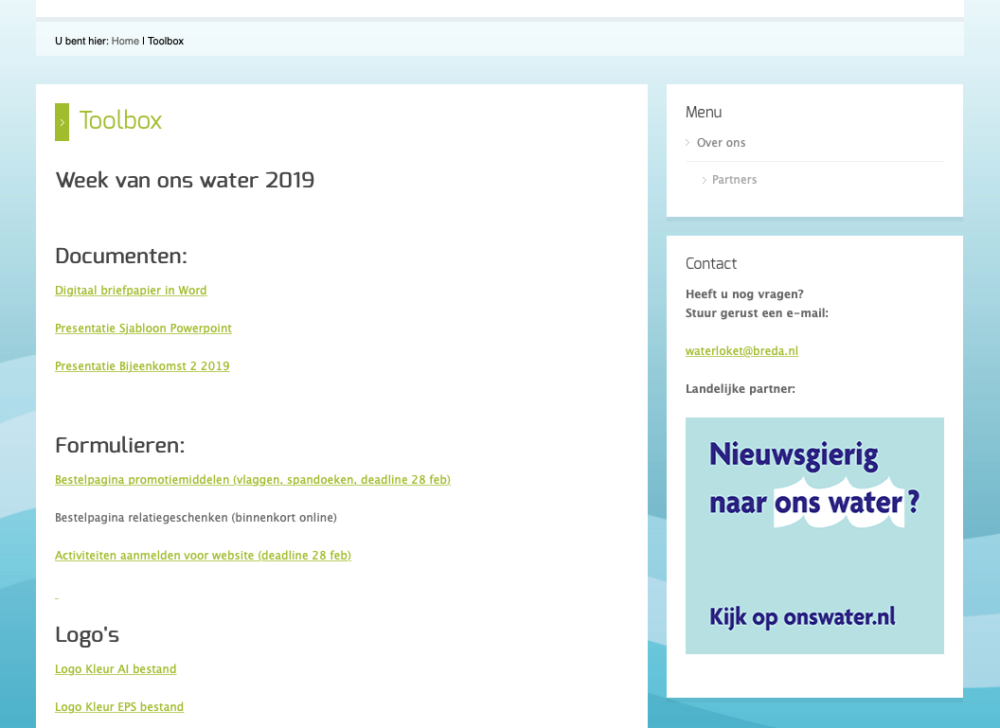 U bent hier: Home I Toolbox
Toolbox
Week van ons water 2019
Documenten:
Digitaal briefpapier in Word
Presentatie Sjabloon Powerpoint
Presentatie Bijeenkomst 2 2019
Formulieren:
Bestelpagina promotiemiddelen (vlaggen, spandoeken, deadline 28 feb)
Bestelpagina relatiegeschenken (binnenkort online)
Activiteiten aanmelden voor website (deadline 28 feb)
Logo's
Logo Kleur AI bestand
Logo Kleur EPS bestand
Menu
Over ons
Partners
Contact
Heeft u nog vragen?
Stuur gerust een e-mail:
waterloket@breda.nl
Landelijke partner:
Nieuwsgierig
naar ons water?
Kijk op onswater.nl